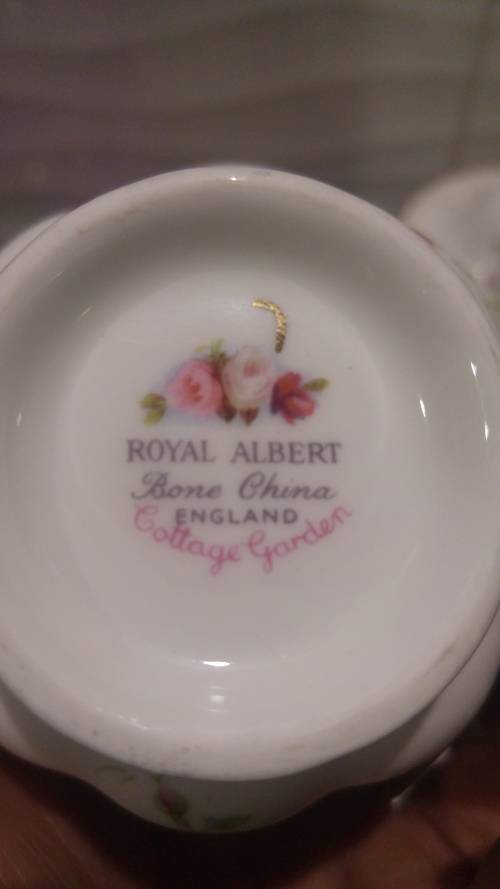 ROYAL ALBERT
Bone China
ENGLAND
Cottage Garden